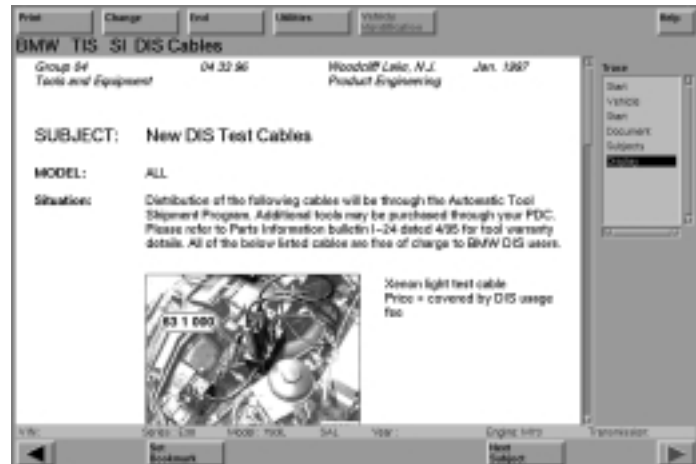 Print Change End Utilities Vehicle Identification Help
BMW TIS SI DIS Cables
Group 04 04 32 96 Woodcliff Lake, N.J. Jan. 1997
Tools and Equipment Product Engineering
Trace
Start
Vehicle
Start
Document
Subjects
Display
SUBJECT: New DIS Test Cables
MODEL: ALL
Situation: Distribution of the following cables will be through the Automatic Tool
Shipment Program. Additional tools may be purchased through your PDC.
Please refer to Parts Information bulletin I-24 dated 4/95 for tool warranty
details. All of the below listed cables are free of charge to BMW DIS users.
Xenon light test cable
Price = covered by DIS usage
fee
63 1 000
Series: Model: SAL Year: Engine: Transmission:
Set Bookmark
Next Subject